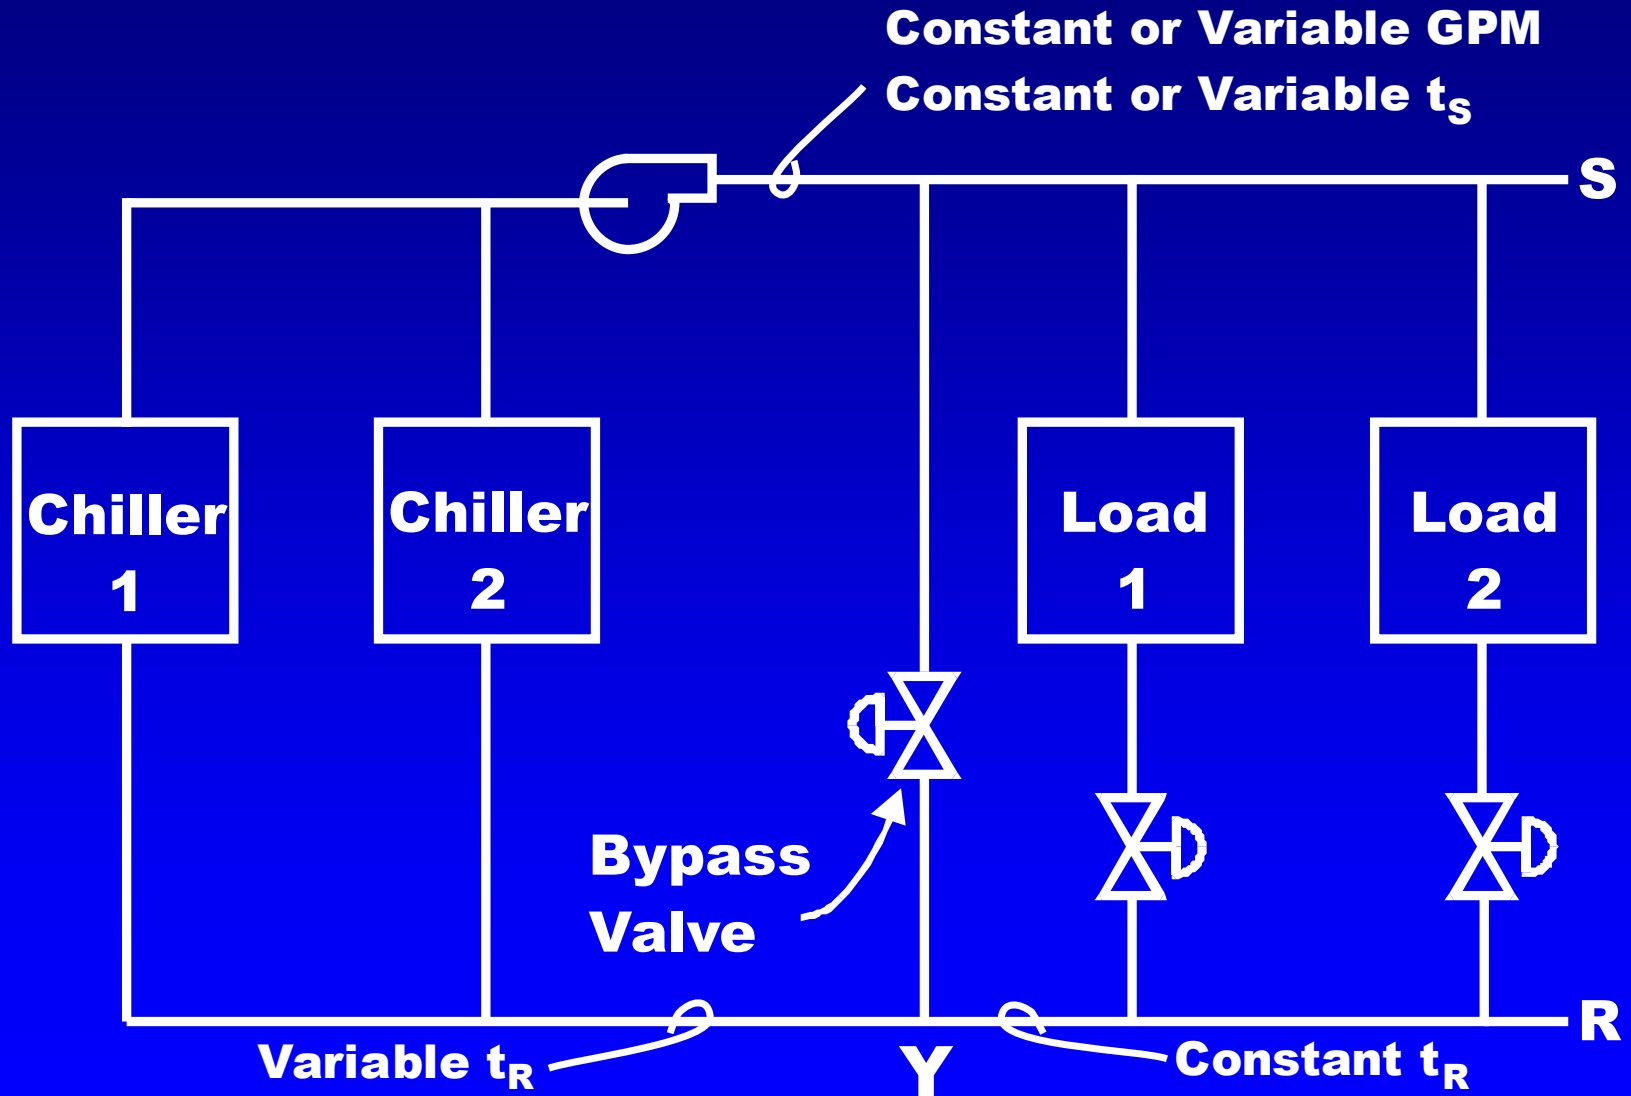 Constant or Variable GPM
Constant or Variable tS
S
Chiller
1
Chiller
2
Load
1
Load
2
Bypass
Valve
R
Variable tR
Y
Constant tR